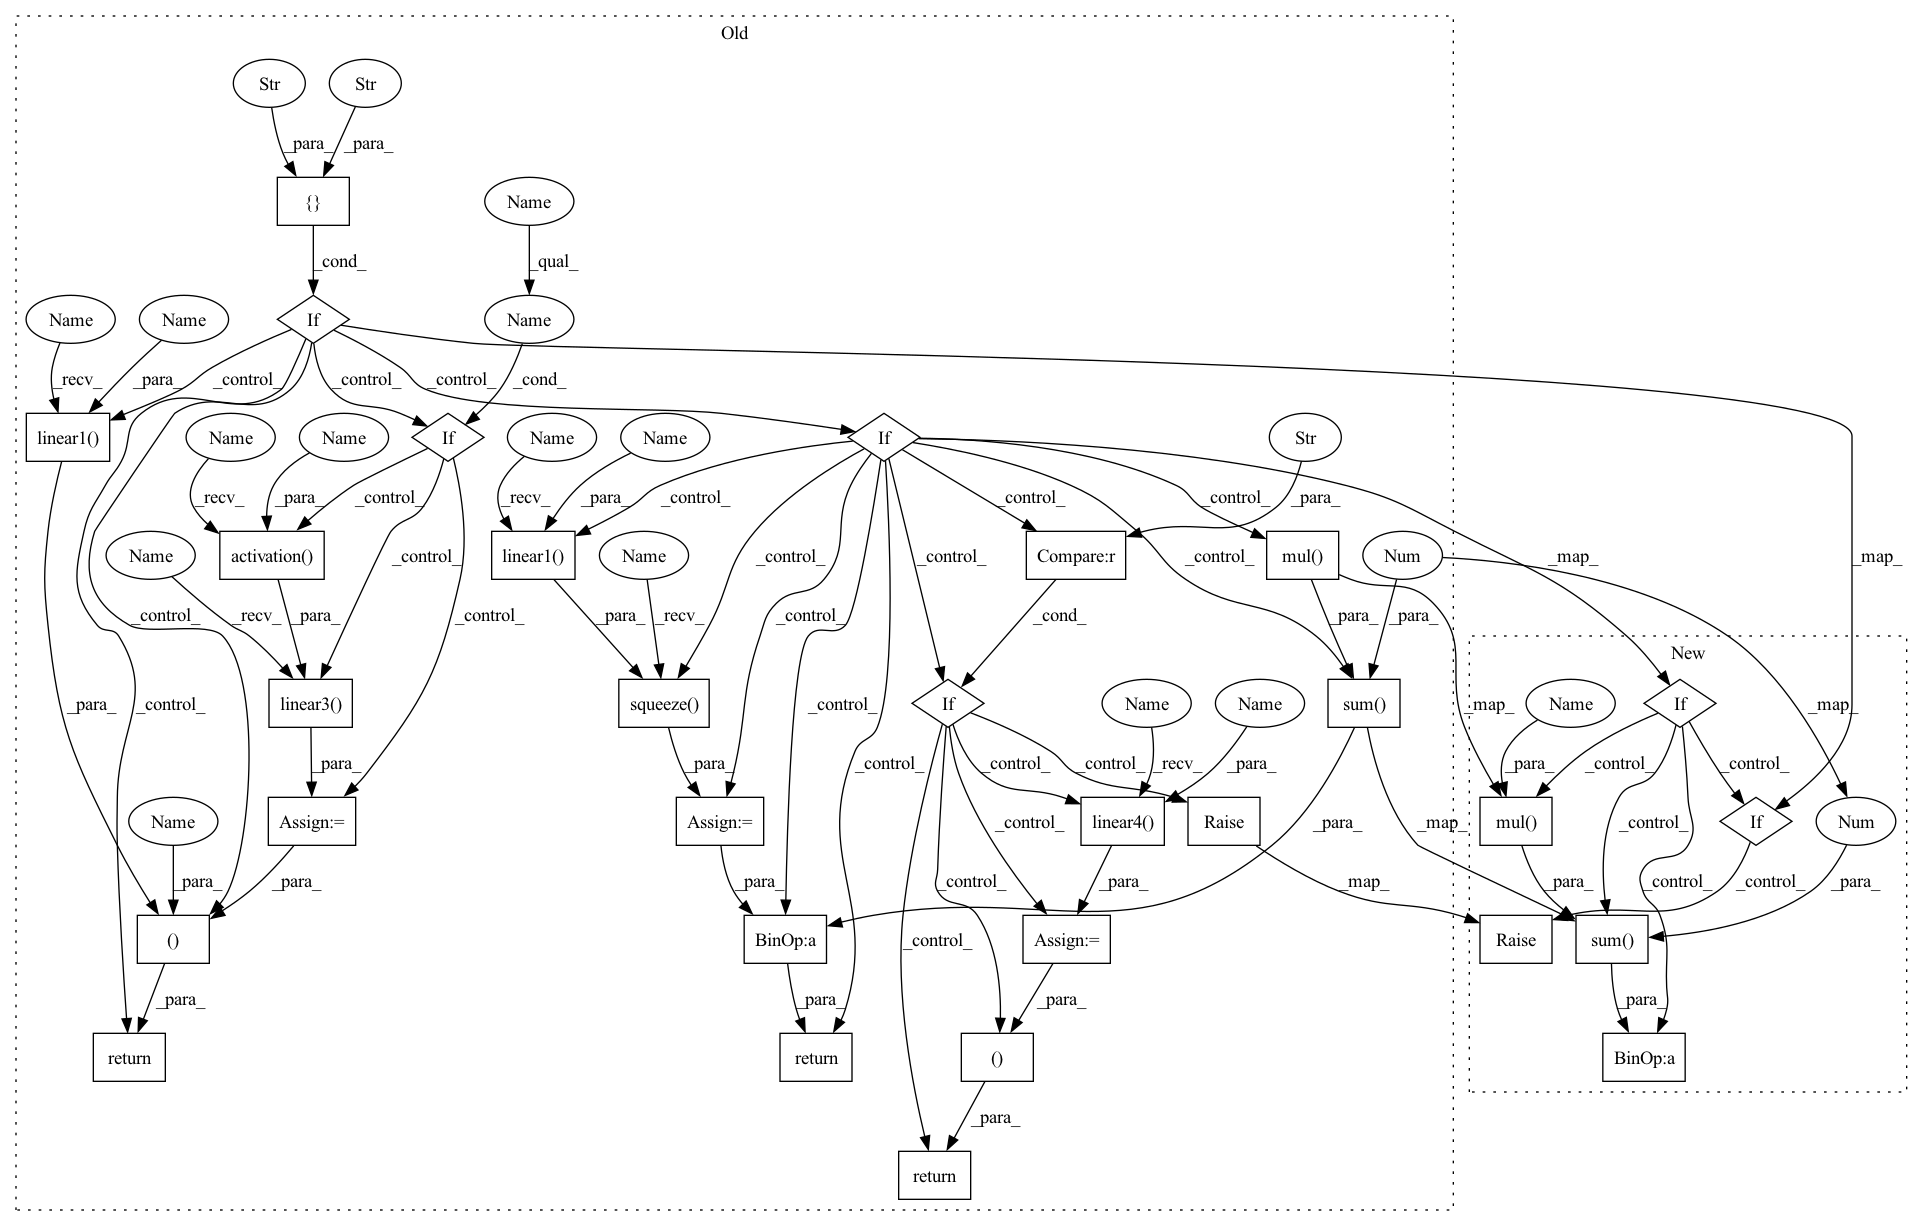 Old
Str Str
_para_ _para_
{} Name
_cond_ _qual_
Name Name If Name
_recv_ _para_ _control_ _control_ _control_ _cond_
linear1() Name Name If Name Name If Str
_recv_ _para_ _control_ _recv_ _para_ _control_ _control_ _control_ _para_
Name activation() linear1() Name Compare:r mul() Num _map_ _map_
_control_ _control_ _control_ _control_ _control_
_recv_ _para_ _control_ _para_ _recv_ _control_ _cond_ _para_ _para_
New
_para_ _control_ linear3() squeeze() _control_ If Name Name sum() _map_ Name If _map_
_para_ _para_ _control_ _control_ _control_ _recv_ _para_ _para_ _control_ _control_
Name Assign:= Assign:= linear4() Raise _map_ mul() _control_ If Num
_para_ _para_ _para_ _control_ _control_ _para_ _para_ _map_ _para_ _control_ _control_ _para_
() BinOp:a _control_ Assign:= Raise sum()
_para_ _para_ _para_ _para_
return return () BinOp:a
_para_
return